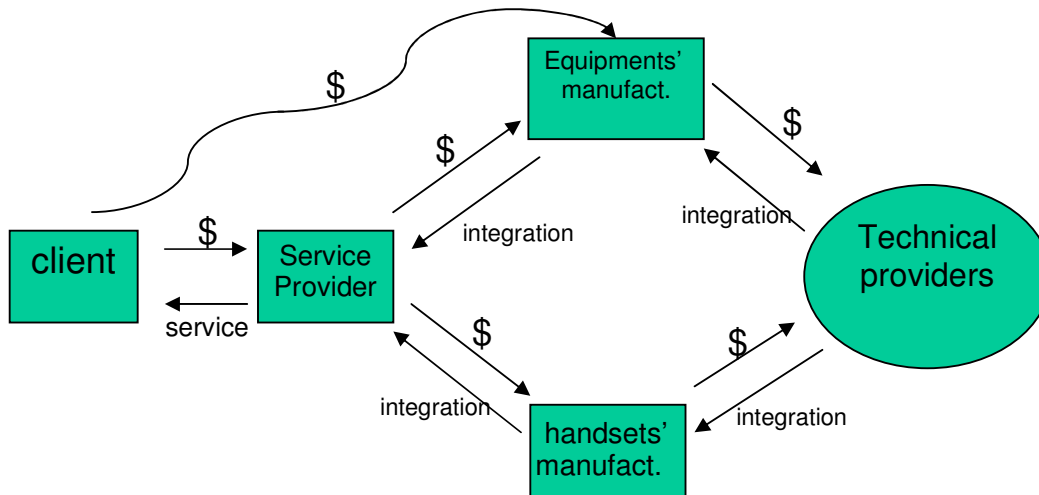 Equipments'
manufact.
$
$
$
integration
integration
client
$
service
Service
Provider
Technical
providers
$
$
integration
integration
handsets'
manufact.